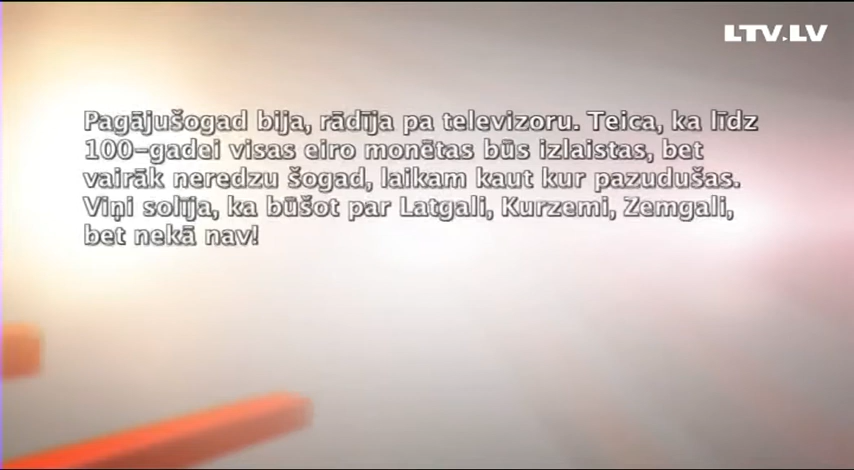 LTV.LV
Pagājušogad bija, rādīja pa televizoru. Teica, ka līdz
100-gadei visas eiro monētas būs izlaistas, bet
vairāk neredzu šogad, laikam kaut kur pazudušas.
Viņi solīja, ka būšot par Latgali, Kurzemi, Zemgali,
bet nekā nav!